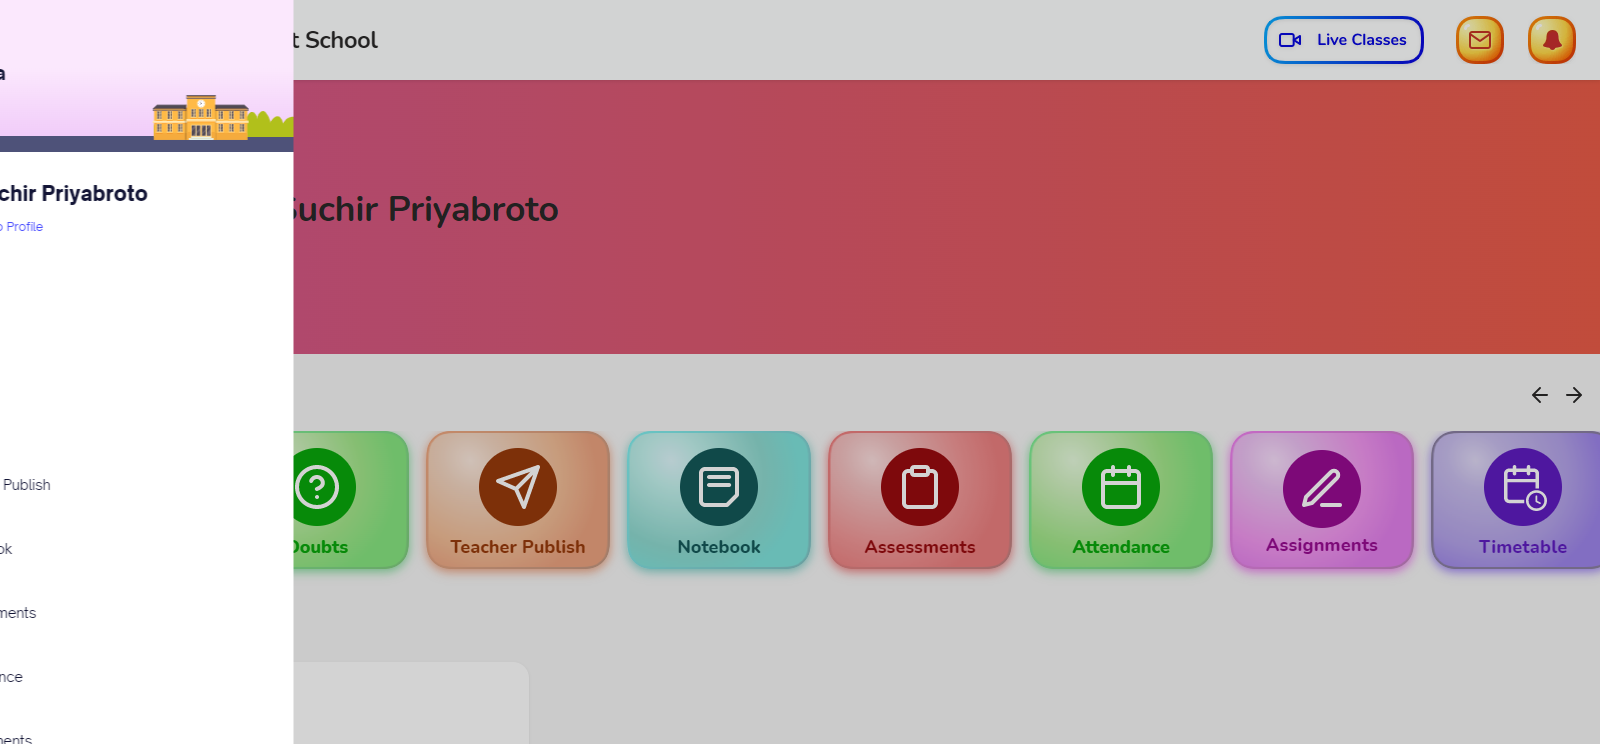 t School
Live Classes
a
chir Priyabroto
o Profile
Suchir Priyabroto
Doubts
Teacher Publish
Notebook
Assessments
Attendance
Assignments
Timetable
Publish
ok
ments
nce
ments